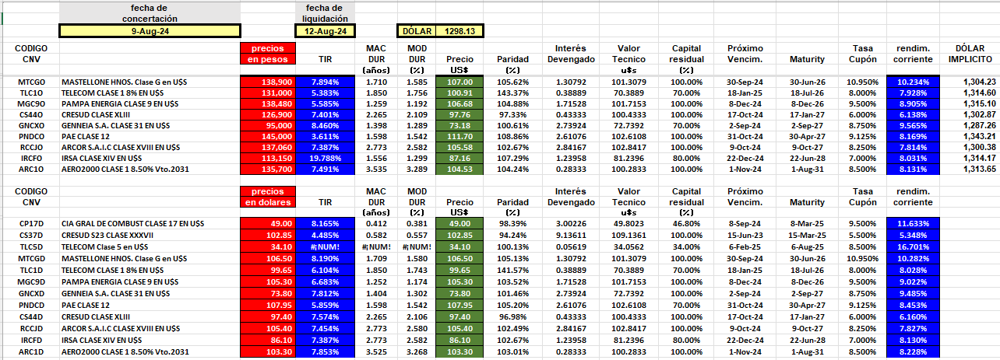 fecha de concertación fecha de liquidación
9-Aug-24 12-Aug-24 DÓLAR 1298.13
CODIGO precios MAC MOD Interés Valor Capital Próximo Tasa rendim. DÓLAR
CNV en pesos TIR DUR DUR Precio Paridad Devengado Tecnico residual Vencim. Maturity Cupón corriente IMPLICITO
(años) (%) US$ (%) u$s (%)
MTCGO MASTELLONE HNOS. Clase G en U$S 138,900 7.894% 1.710 1.585 107.00 105.62% 1.30792 101.3079 100.00% 30-Sep-24 30-Jun-26 10.950% 10.234% 1,304.23
TLC1O TELECOM CLASE 1 8% EN U$S 131,000 5.383% 1.850 1.756 100.91 143.37% 0.38889 70.3889 70.00% 18-Jan-25 18-Jul-26 8.000% 7.928% 1,314.60
MGC9O PAMPA ENERGIA CLASE 9 EN U$S 138,480 5.585% 1.259 1.192 106.68 104.88% 1.71528 101.7153 100.00% 8-Dec-24 8-Dec-26 9.500% 8.905% 1,315.10
CS44O CRESUD CLASE XLIII 126,900 7.401% 2.265 2.109 97.76 97.33% 0.43333 100.4333 100.00% 17-Oct-24 17-Jan-27 6.000% 6.138% 1,302.87
GNCXO GENNEIA S.A. CLASE 31 EN U$S 95,000 8.460% 1.398 1.289 73.18 100.61% 2.73924 72.7392 70.00% 2-Sep-24 2-Sep-27 8.750% 9.565% 1,287.26
PNDCO PAE CLASE 12 145,000 3.611% 1.598 1.542 111.70 108.86% 2.61076 102.6108 100.00% 31-Oct-24 30-Apr-27 9.125% 8.169% 1,343.21
RCCJO ARCOR S.A.I.C CLASE XVIII EN U$S 137,060 7.387% 2.773 2.582 105.58 102.67% 2.84167 102.8417 100.00% 9-Oct-24 9-Oct-27 8.250% 7.814% 1,300.38
IRCFO IRSA CLASE XIV EN U$S 113,150 19.788% 1.556 1.299 87.16 107.29% 1.23958 81.2396 80.00% 22-Dec-24 22-Jun-28 7.000% 8.031% 1,314.17
ARC1O AERO2000 CLASE 1 8.50% Vto.2031 135,700 7.491% 3.535 3.289 104.53 104.24% 0.28333 100.2833 100.00% 1-Nov-24 1-Aug-31 8.500% 8.131% 1,313.65
CODIGO precios MAC MOD Interés Valor Capital Próximo Tasa rendim.
CNV en dolares TIR DUR DUR Precio Paridad Devengado Tecnico residual Vencim. Maturity Cupón corriente
(años) (%) US$ (%) u$s (%)
CP17D CIA GRAL DE COMBUST CLASE 17 EN U$S 49.00 8.165% 0.412 0.381 49.00 98.39% 3.00226 49.8023 46.80% 8-Sep-24 8-Mar-25 9.500% 11.633%
CS37D CRESUD S23 CLASE XXXVII 102.85 4.485% 0.582 0.557 102.85 94.24% 9.13611 109.1361 100.00% 15-Jun-23 15-Mar-25 5.500% 5.348%
TLC5D TELECOM Clase 5 en U$S 34.10 #¡NUM! #¡NUM! #¡NUM! 34.10 100.13% 0.05619 34.0562 34.00% 6-Feb-25 6-Aug-25 8.500% 16.701%
MTCGD MASTELLONE HNOS. Clase G en U$S 106.50 8.190% 1.709 1.580 106.50 105.13% 1.30792 101.3079 100.00% 30-Sep-24 30-Jun-26 10.950% 10.282%
TLC1D TELECOM CLASE 1 8% EN U$S 99.65 6.104% 1.850 1.743 99.65 141.57% 0.38889 70.3889 70.00% 18-Jan-25 18-Jul-26 8.000% 8.028%
MGC9D PAMPA ENERGIA CLASE 9 EN U$S 105.30 6.683% 1.252 1.174 105.30 103.52% 1.71528 101.7153 100.00% 8-Dec-24 8-Dec-26 9.500% 9.022%
GNCXD GENNEIA S.A. CLASE 31 EN U$S 73.80 7.812% 1.404 1.302 73.80 101.46% 2.73924 72.7392 100.00% 2-Sep-24 2-Sep-27 8.750% 9.485%
PNDCD PAE CLASE 12 107.95 5.859% 1.598 1.542 107.95 105.20% 2.61076 102.6108 70.00% 31-Oct-24 30-Apr-27 9.125% 8.453%
CS44D CRESUD CLASE XLIII 97.40 7.574% 2.265 2.106 97.40 96.98% 0.43333 100.4333 100.00% 17-Oct-24 17-Jan-27 6.000% 6.160%
RCCJD ARCOR S.A.I.C CLASE XVIII EN U$S 105.40 7.454% 2.773 2.580 105.40 102.49% 2.84167 102.8417 100.00% 9-Oct-24 9-Oct-27 8.250% 7.827%
IRCFD IRSA CLASE XIV EN U$S 86.10 7.387% 2.773 2.582 86.10 102.67% 1.23958 81.2396 80.00% 22-Dec-24 22-Jun-28 7.000% 8.130%
ARC1D AERO2000 CLASE 1 8.50% Vto.2031 103.30 7.853% 3.525 3.268 103.30 103.01% 0.28333 100.2833 100.00% 1-Nov-24 1-Aug-31 8.500% 8.228%